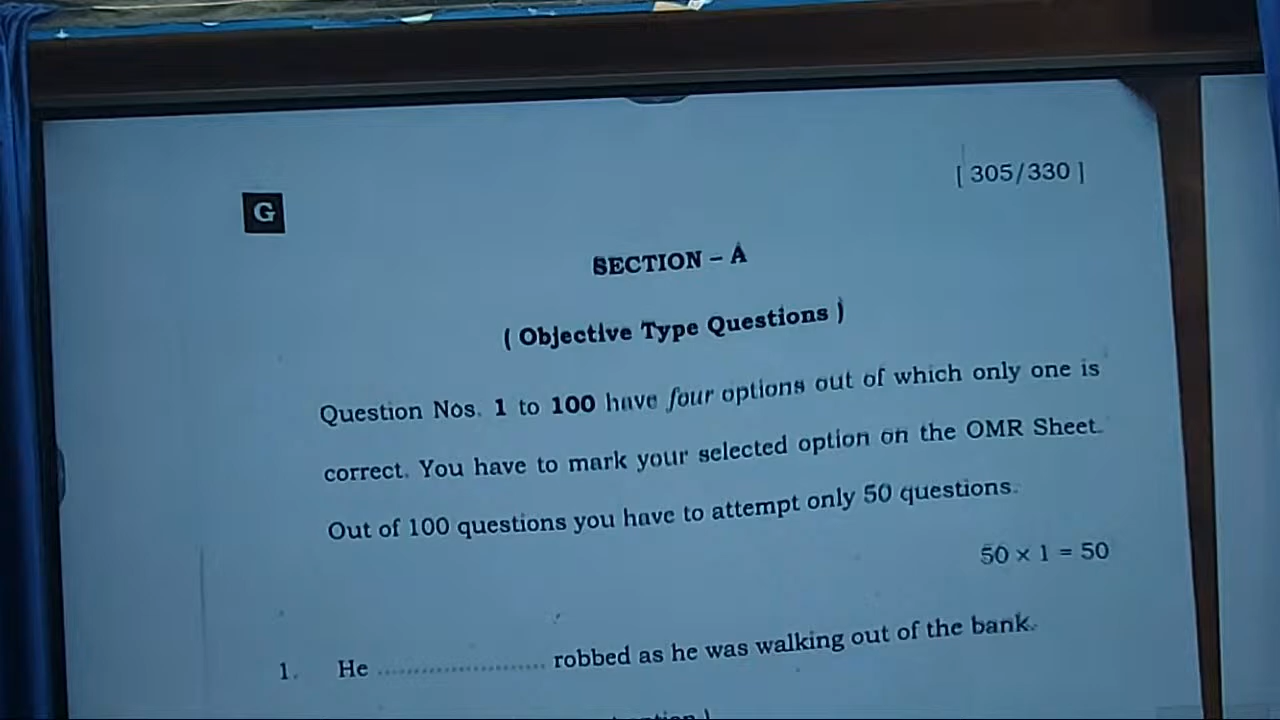 [ 305/330 ]
G
SECTION – A
( Objective Type Questions )
Question Nos. 1 to 100 have four options out of which only one is
correct. You have to mark your selected option on the OMR Sheet.
Out of 100 questions you have to attempt only 50 questions.
50 × 1 = 50
1. He ........................ robbed as he was walking out of the bank.